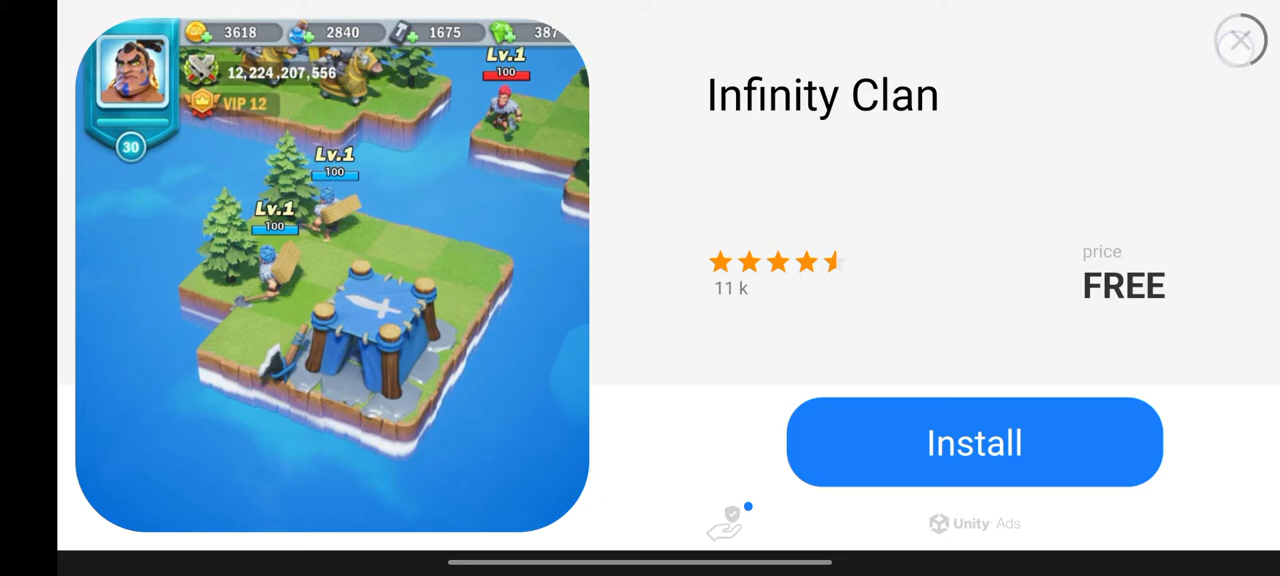 3618 2840 1675 387
12,224,207,556
VIP 12
30
Lv.1
100
Lv.1
100
Lv.1
100
Infinity Clan
11 k
price
FREE
Install
Unity Ads